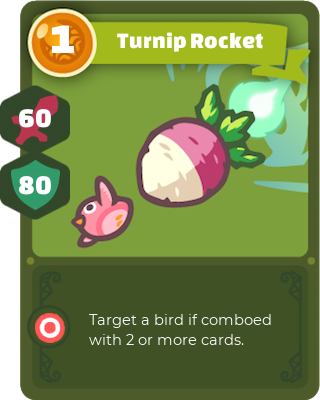 1
Turnip Rocket
60
80
Target a bird if comboed
with 2 or more cards.